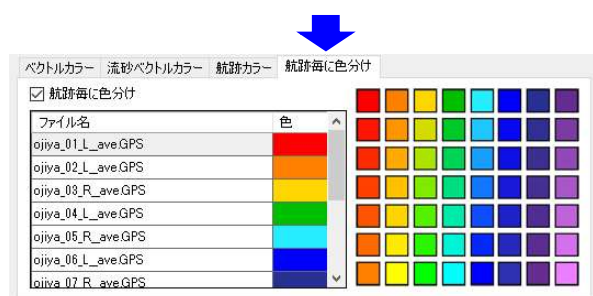 ベクトルカラー 流砂ベクトルカラー 航跡カラー 航跡毎に色分け
航跡毎に色分け
ファイル名 色
ojiya_01_L_ave.GPS
ojiya_02_L_ave.GPS
ojiya_03_R_ave.GPS
ojiya_04_L_ave.GPS
ojiya_05_R_ave.GPS
ojiya_06_L_ave.GPS
ojiya_07_R_ave.GPS